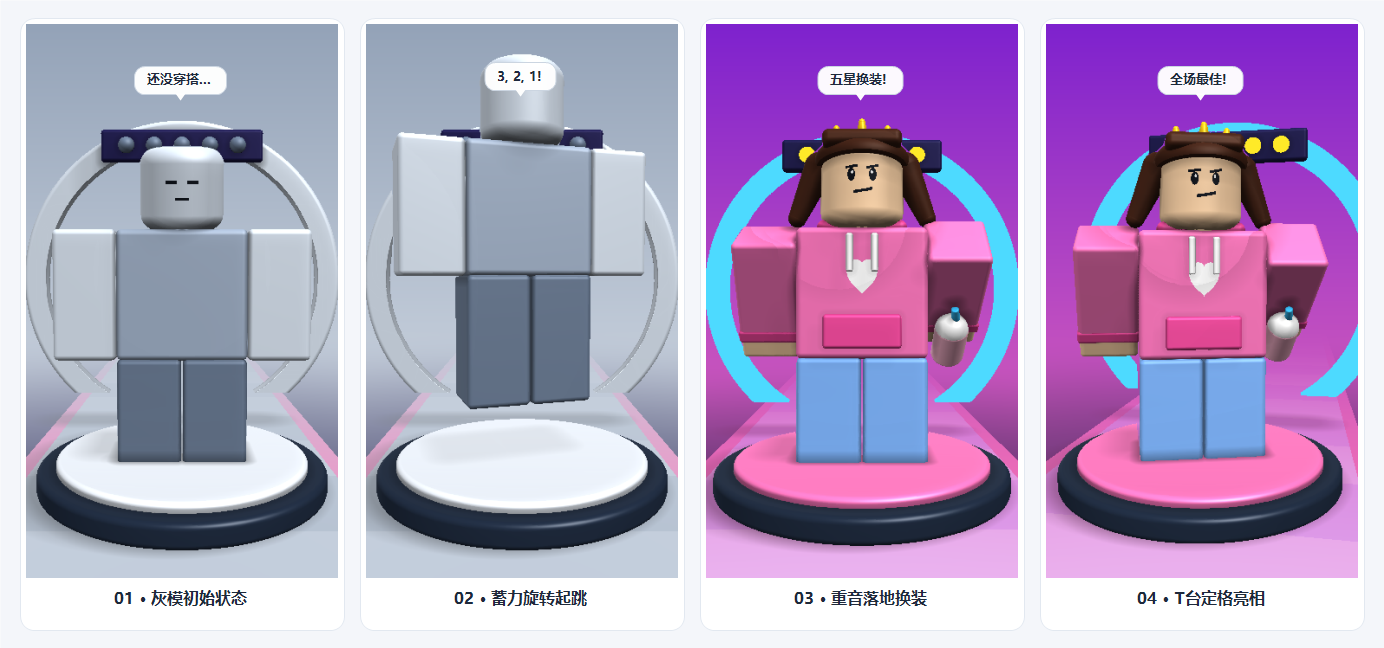 还没穿搭...
3, 2, 1!
五星换装!
全场最佳!
01 • 灰模初始状态
02 • 蓄力旋转起跳
03 • 重音落地换装
04 • T台定格亮相